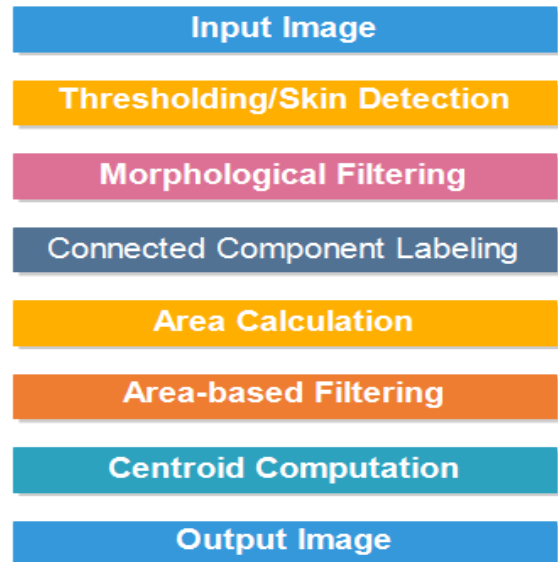 Input Image
Thresholding/Skin Detection
Morphological Filtering
Connected Component Labeling
Area Calculation
Area-based Filtering
Centroid Computation
Output Image